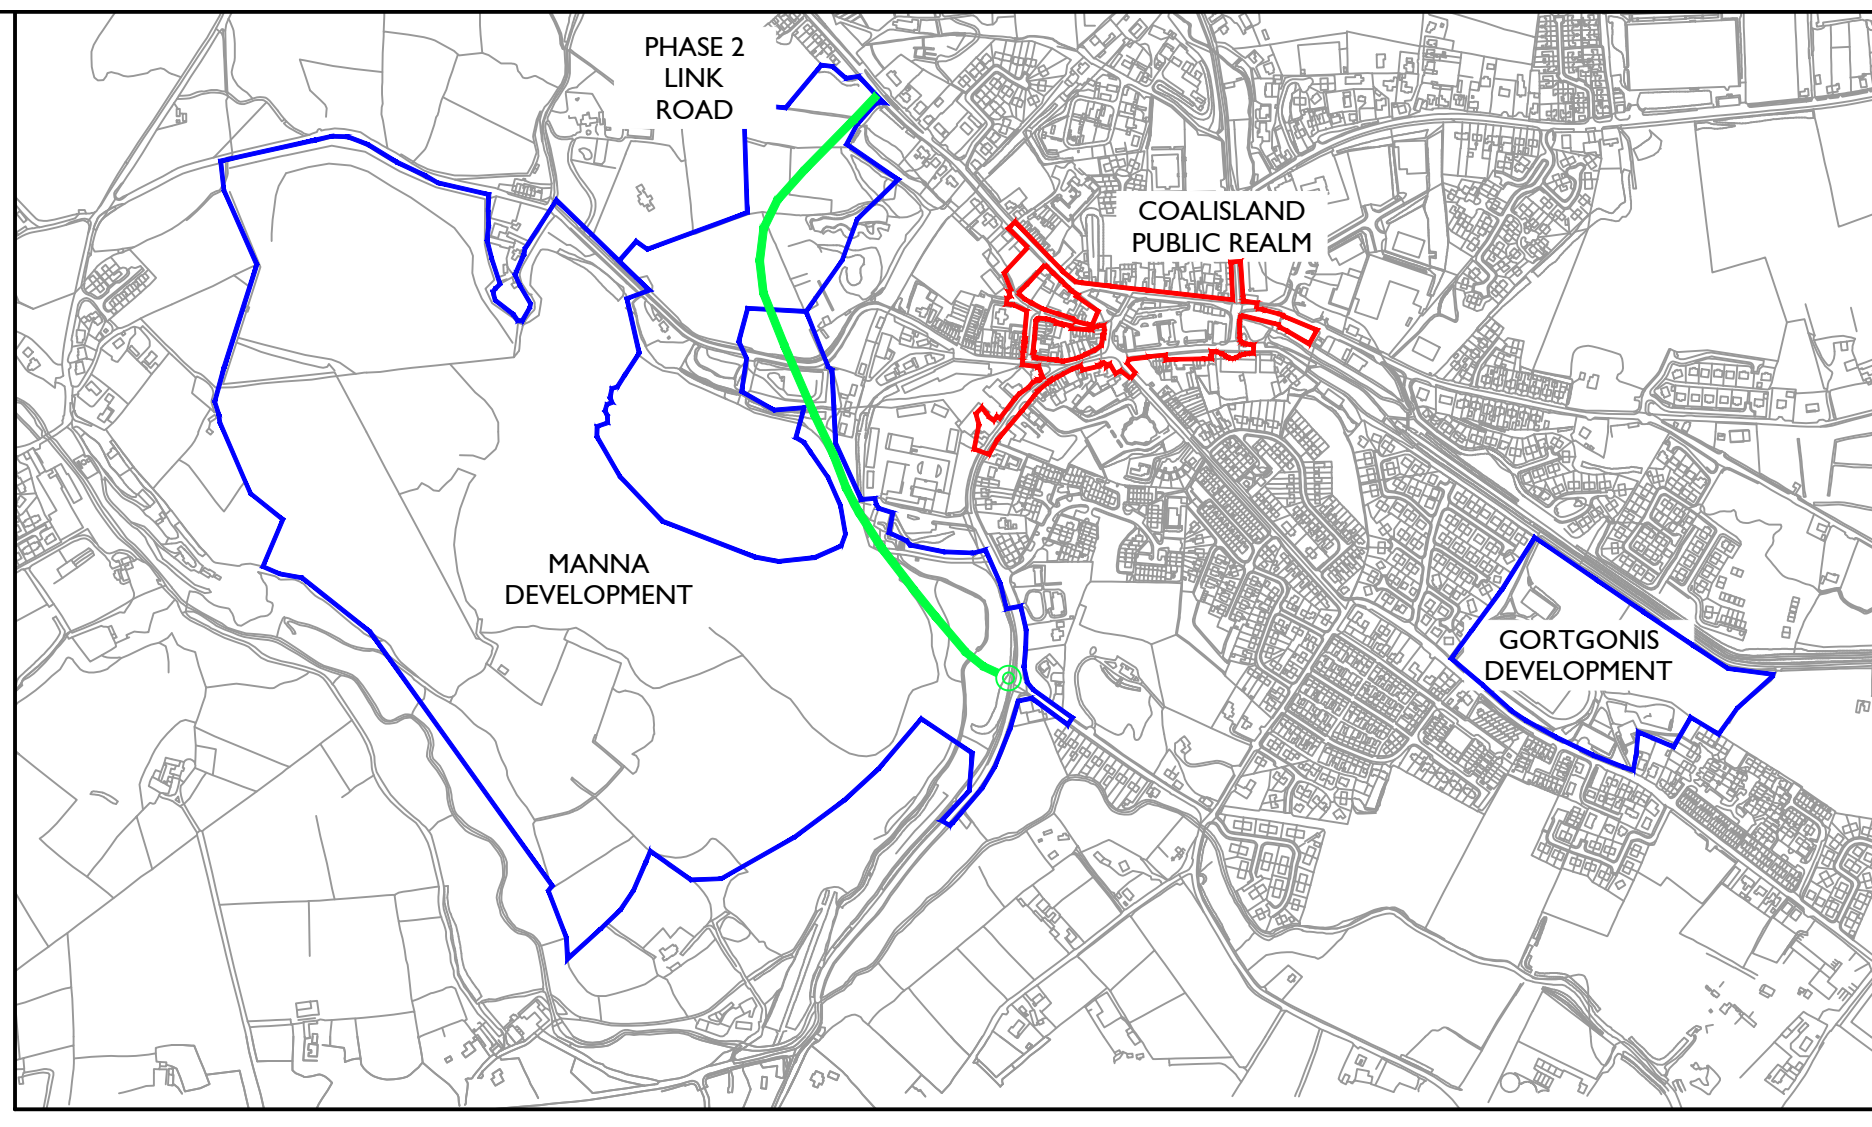 PHASE 2
LINK
ROAD
COALISLAND
PUBLIC REALM
MANNA
DEVELOPMENT
GORTGONIS
DEVELOPMENT